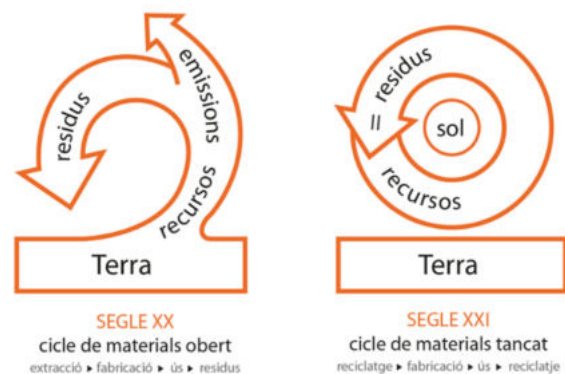 residus
emissions
recursos
Terra
SEGLE XX
cicle de materials obert
extracció ▸ fabricació ▸ ús ▸ residus
residus
=
recursos
sol
Terra
SEGLE XXI
cicle de materials tancat
reciclatge ▸ fabricació ▸ ús ▸ reciclatje